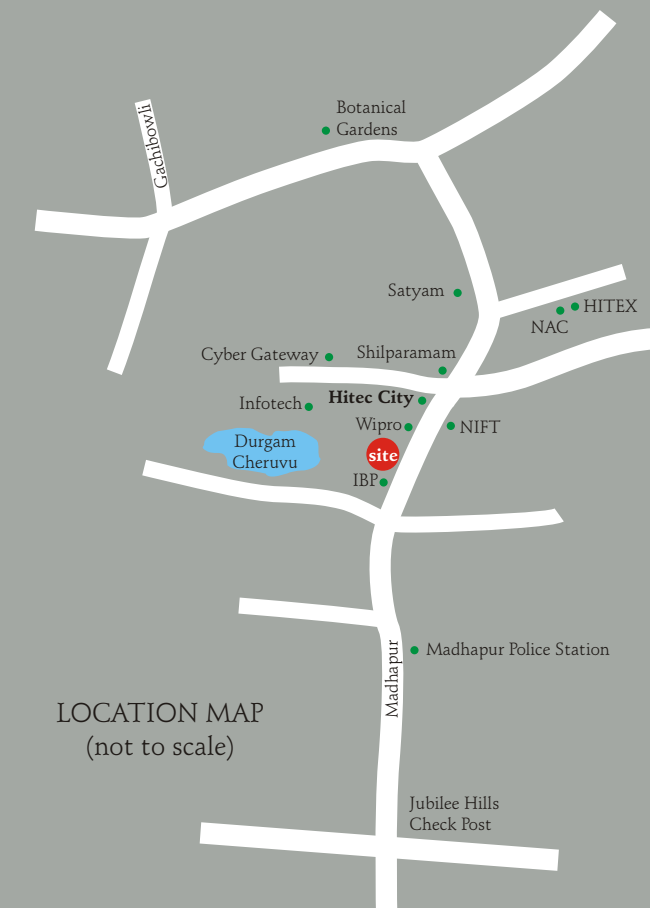 Botanical
Gardens
Gachibowli
Satyam
HITEX
NAC
Cyber Gateway
Shilparamam
Infotech
Hitec City
Wipro
NIFT
Durgam
Cheruvu
site
IBP
Madhapur
Madhapur Police Station
LOCATION MAP
(not to scale)
Jubilee Hills
Check Post